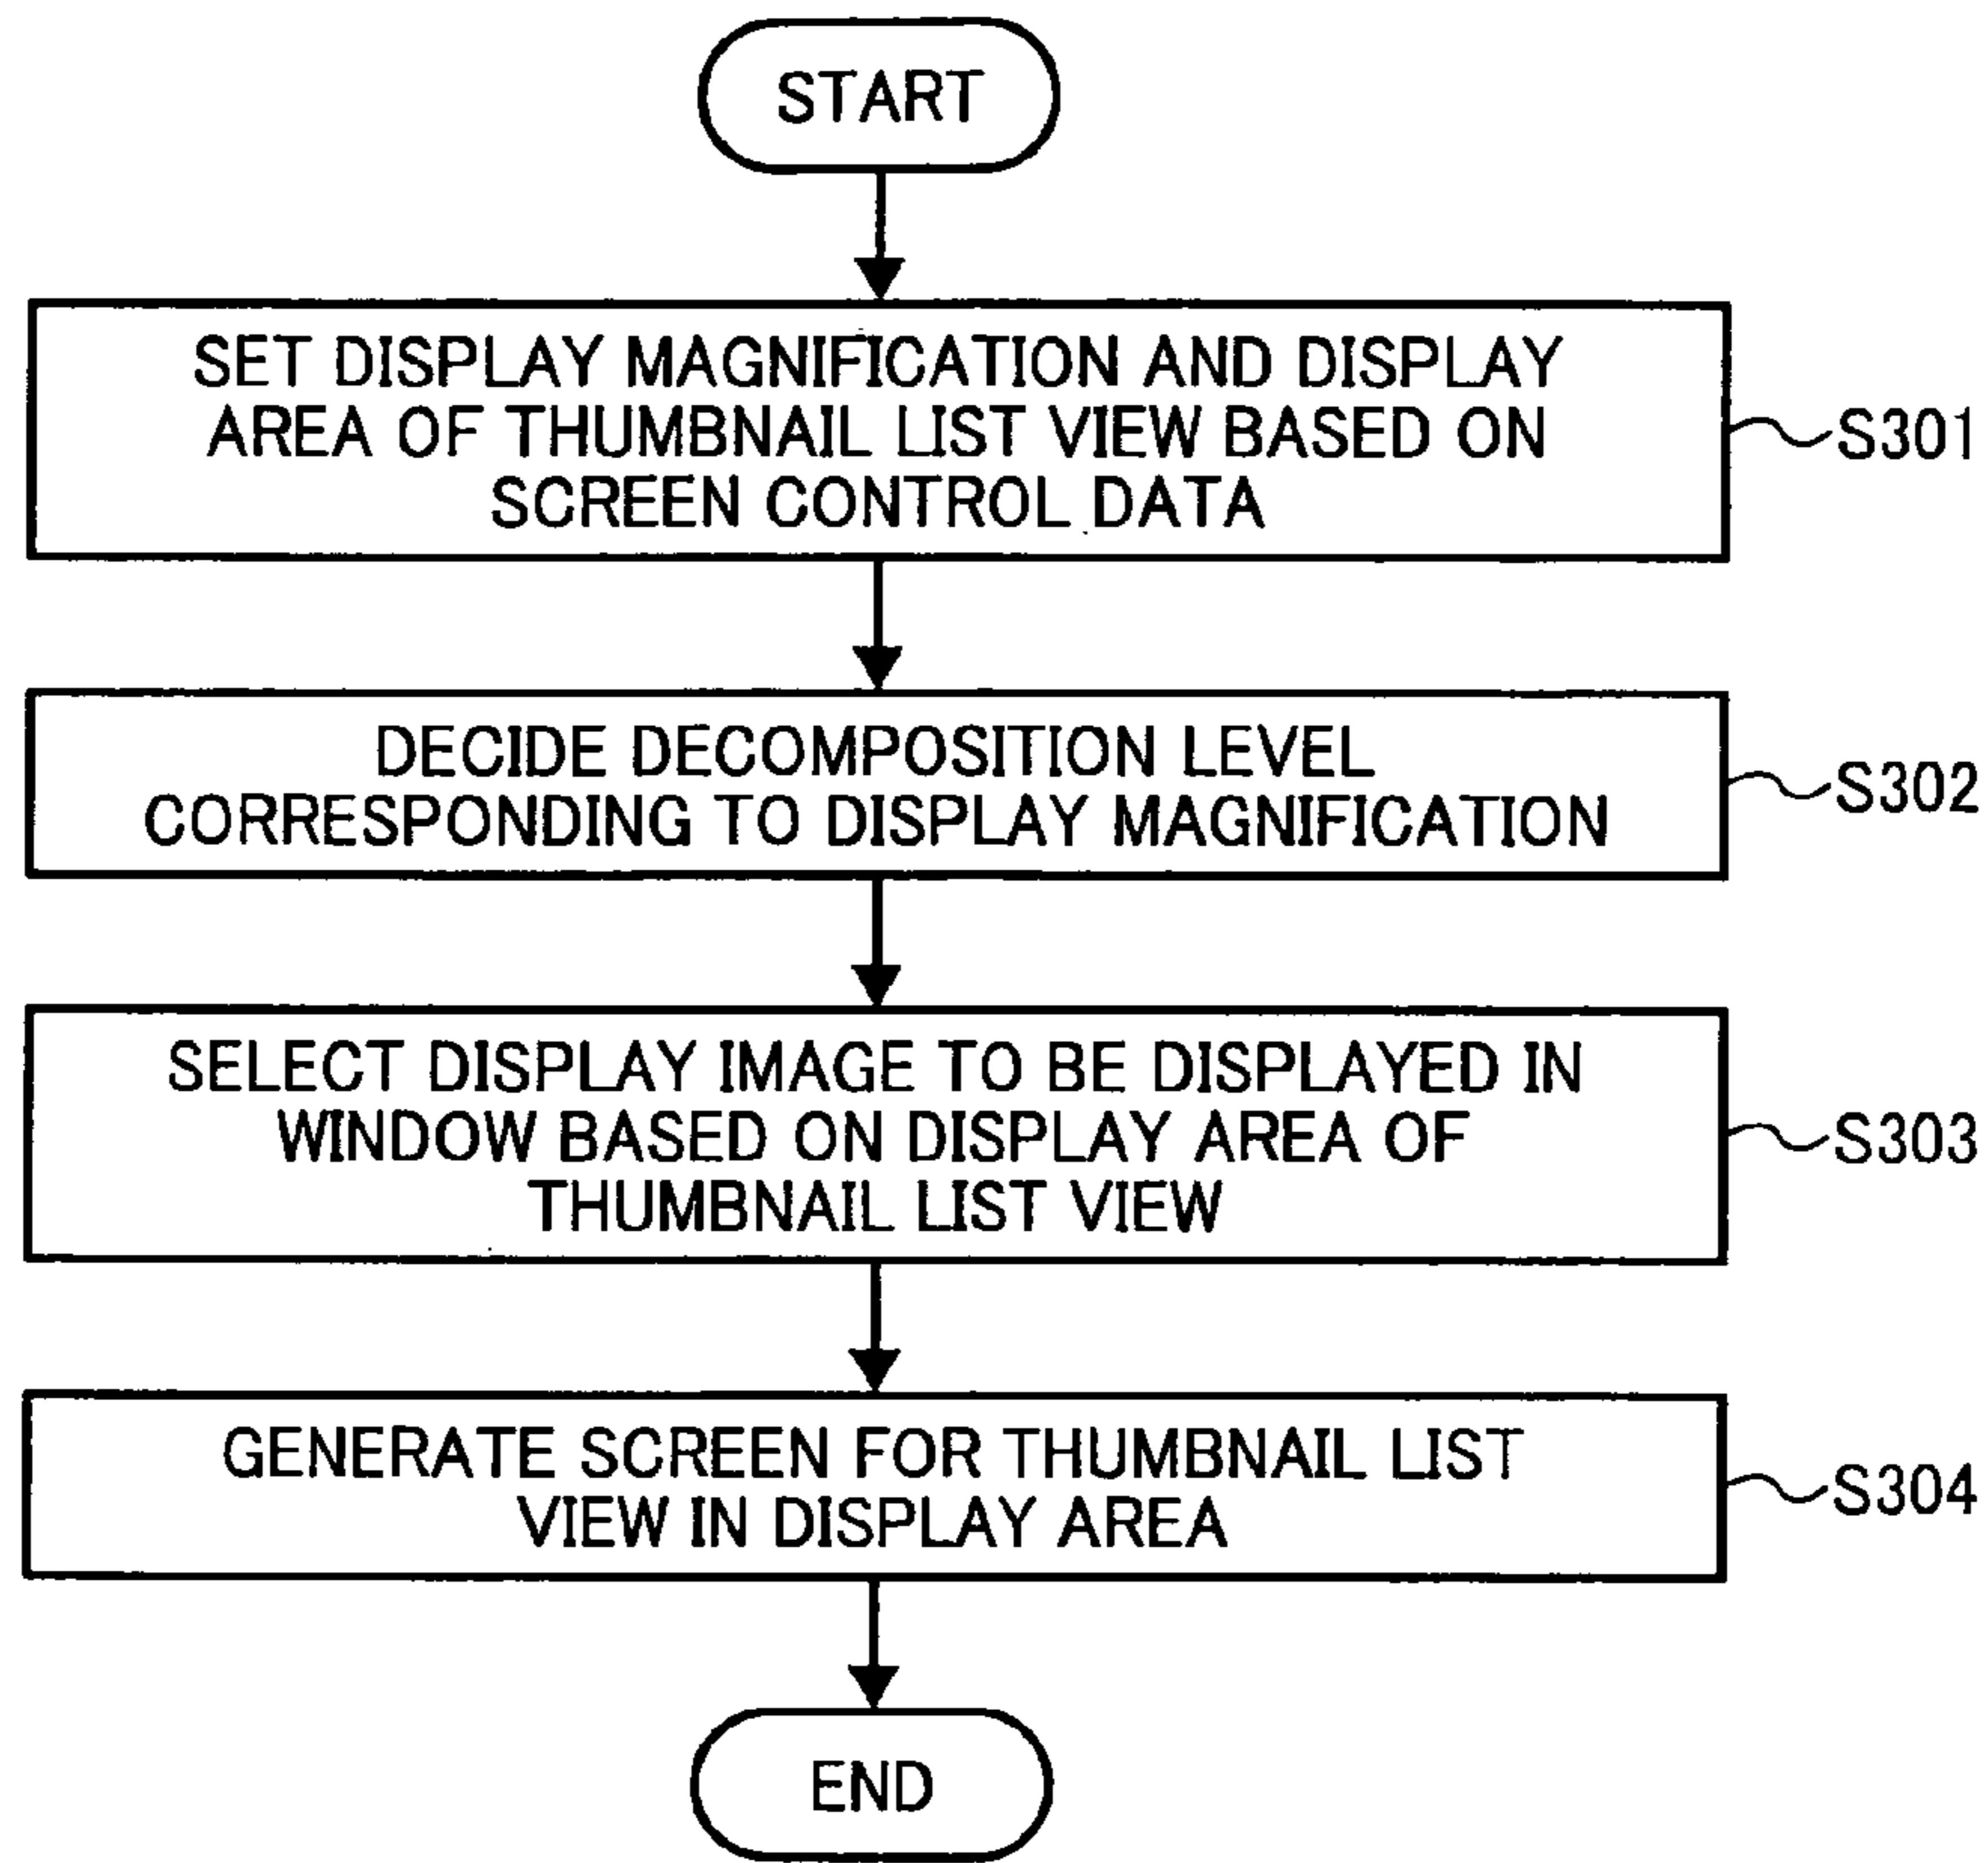 START
SET DISPLAY MAGNIFICATION AND DISPLAY
AREA OF THUMBNAIL LIST VIEW BASED ON
SCREEN CONTROL DATA
S301
DECIDE DECOMPOSITION LEVEL
CORRESPONDING TO DISPLAY MAGNIFICATION
S302
SELECT DISPLAY IMAGE TO BE DISPLAYED IN
WINDOW BASED ON DISPLAY AREA OF
THUMBNAIL LIST VIEW
S303
GENERATE SCREEN FOR THUMBNAIL LIST
VIEW IN DISPLAY AREA
S304
END